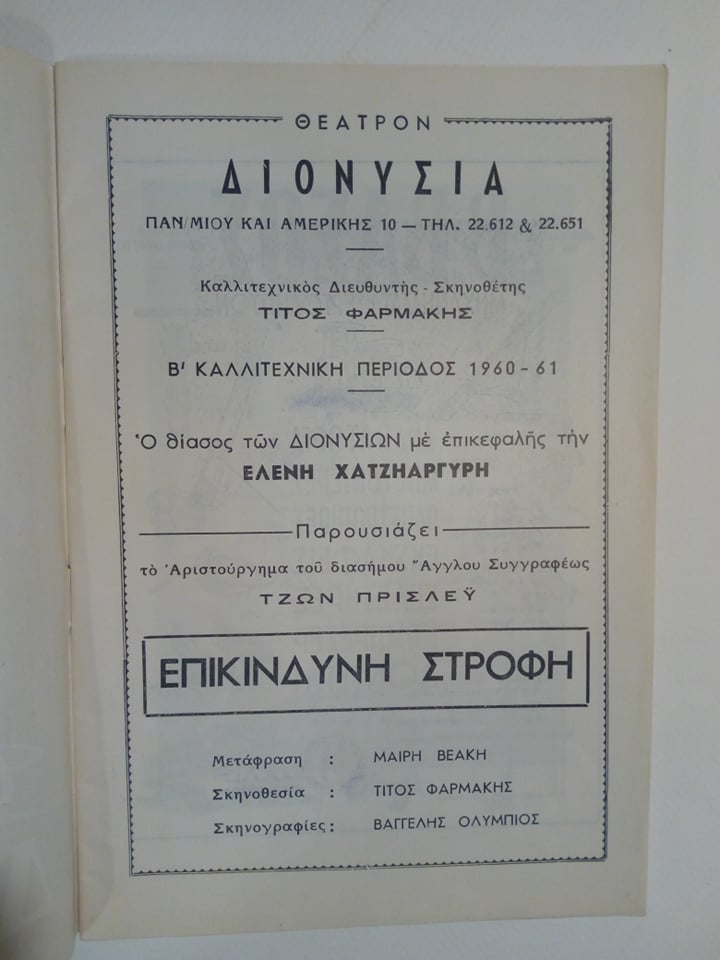 ΘΕΑΤΡΟΝ
ΔΙΟΝΥΣΙΑ
ΠΑΝ/ΜΙΟΥ ΚΑΙ ΑΜΕΡΙΚΗΣ 10 — ΤΗΛ. 22.612 & 22.651
Καλλιτεχνικὸς Διευθυντὴς - Σκηνοθέτης
ΤΙΤΟΣ ΦΑΡΜΑΚΗΣ
Β' ΚΑΛΛΙΤΕΧΝΙΚΗ ΠΕΡΙΟΔΟΣ 1960 - 61
Ὁ θίασος τῶν ΔΙΟΝΥΣΙΩΝ μὲ ἐπικεφαλῆς τὴν
ΕΛΕΝΗ ΧΑΤΖΗΑΡΓΥΡΗ
Παρουσιάζει
τὸ Ἀριστούργημα τοῦ διασήμου Ἄγγλου Συγγραφέως
ΤΖΩΝ ΠΡΙΣΛΕΫ
ΕΠΙΚΙΝΔΥΝΗ ΣΤΡΟΦΗ
Μετάφραση : ΜΑΙΡΗ ΒΕΑΚΗ
Σκηνοθεσία : ΤΙΤΟΣ ΦΑΡΜΑΚΗΣ
Σκηνογραφίες : ΒΑΓΓΕΛΗΣ ΟΛΥΜΠΙΟΣ